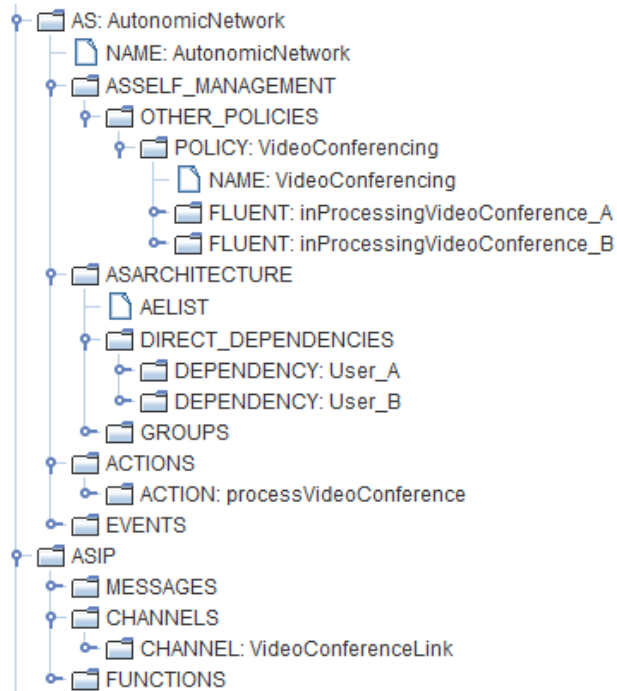 AS: AutonomicNetwork
NAME: AutonomicNetwork
ASSELF_MANAGEMENT
OTHER_POLICIES
POLICY: VideoConferencing
NAME: VideoConferencing
FLUENT: inProcessingVideoConference_A
FLUENT: inProcessingVideoConference_B
ASARCHITECTURE
AELIST
DIRECT_DEPENDENCIES
DEPENDENCY: User_A
DEPENDENCY: User_B
GROUPS
ACTIONS
ACTION: processVideoConference
EVENTS
ASIP
MESSAGES
CHANNELS
CHANNEL: VideoConferenceLink
FUNCTIONS